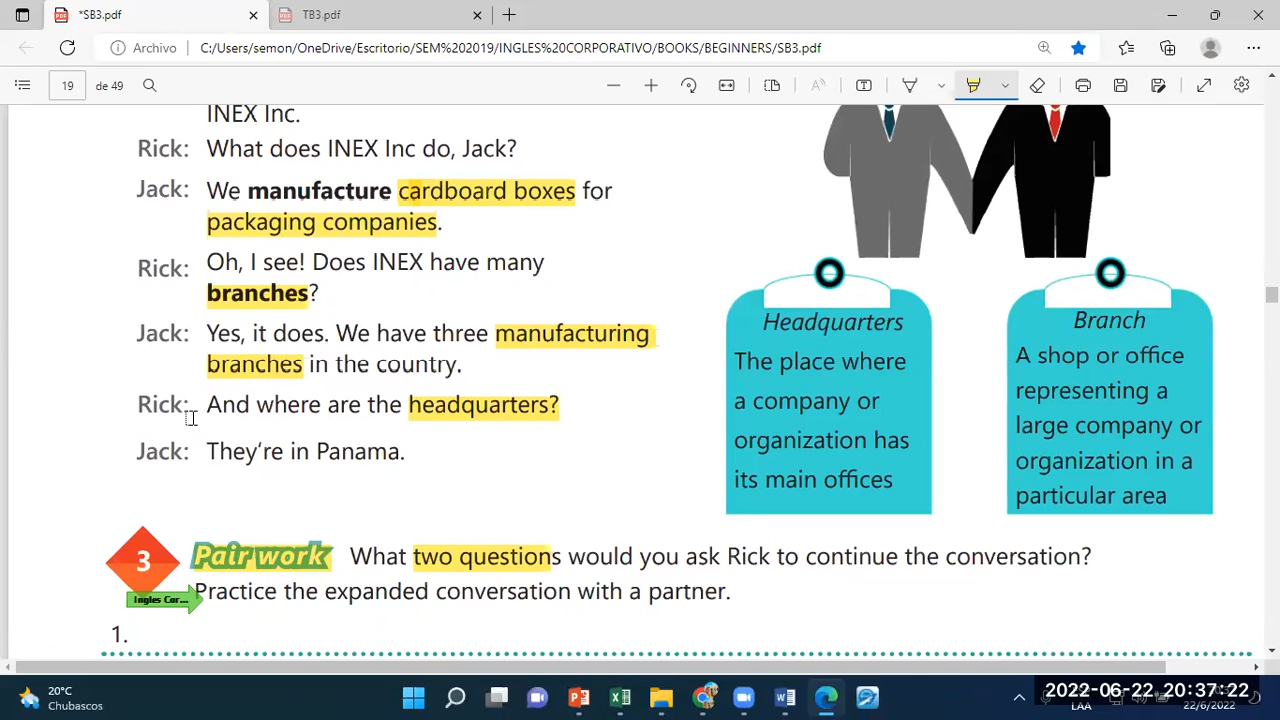 *SB3.pdf
TB3.pdf
Archivo
C:/Users/semon/OneDrive/Escritorio/SEM%202019/INGLES%20CORPORATIVO/BOOKS/BEGINNERS/SB3.pdf
19
de 49
INEX Inc.
Rick: What does INEX Inc do, Jack?
Jack: We manufacture cardboard boxes for
packaging companies.
Rick: Oh, I see! Does INEX have many
branches?
Jack: Yes, it does. We have three manufacturing
branches in the country.
Rick: And where are the headquarters?
Jack: They're in Panama.
Headquarters
The place where
a company or
organization has
its main offices
Branch
A shop or office
representing a
large company or
organization in a
particular area
3
Pair work What two questions would you ask Rick to continue the conversation?
Ingles Cor...
Practice the expanded conversation with a partner.
1.
20°C
Chubascos
2022-06-22 20:37:22
LAA
22/6/2022